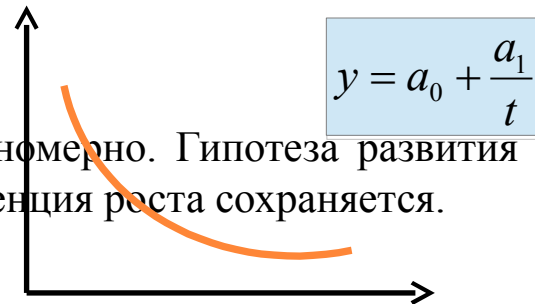 y = a₀ + a₁/t
номерно. Гипотеза развития
енция роста сохраняется.